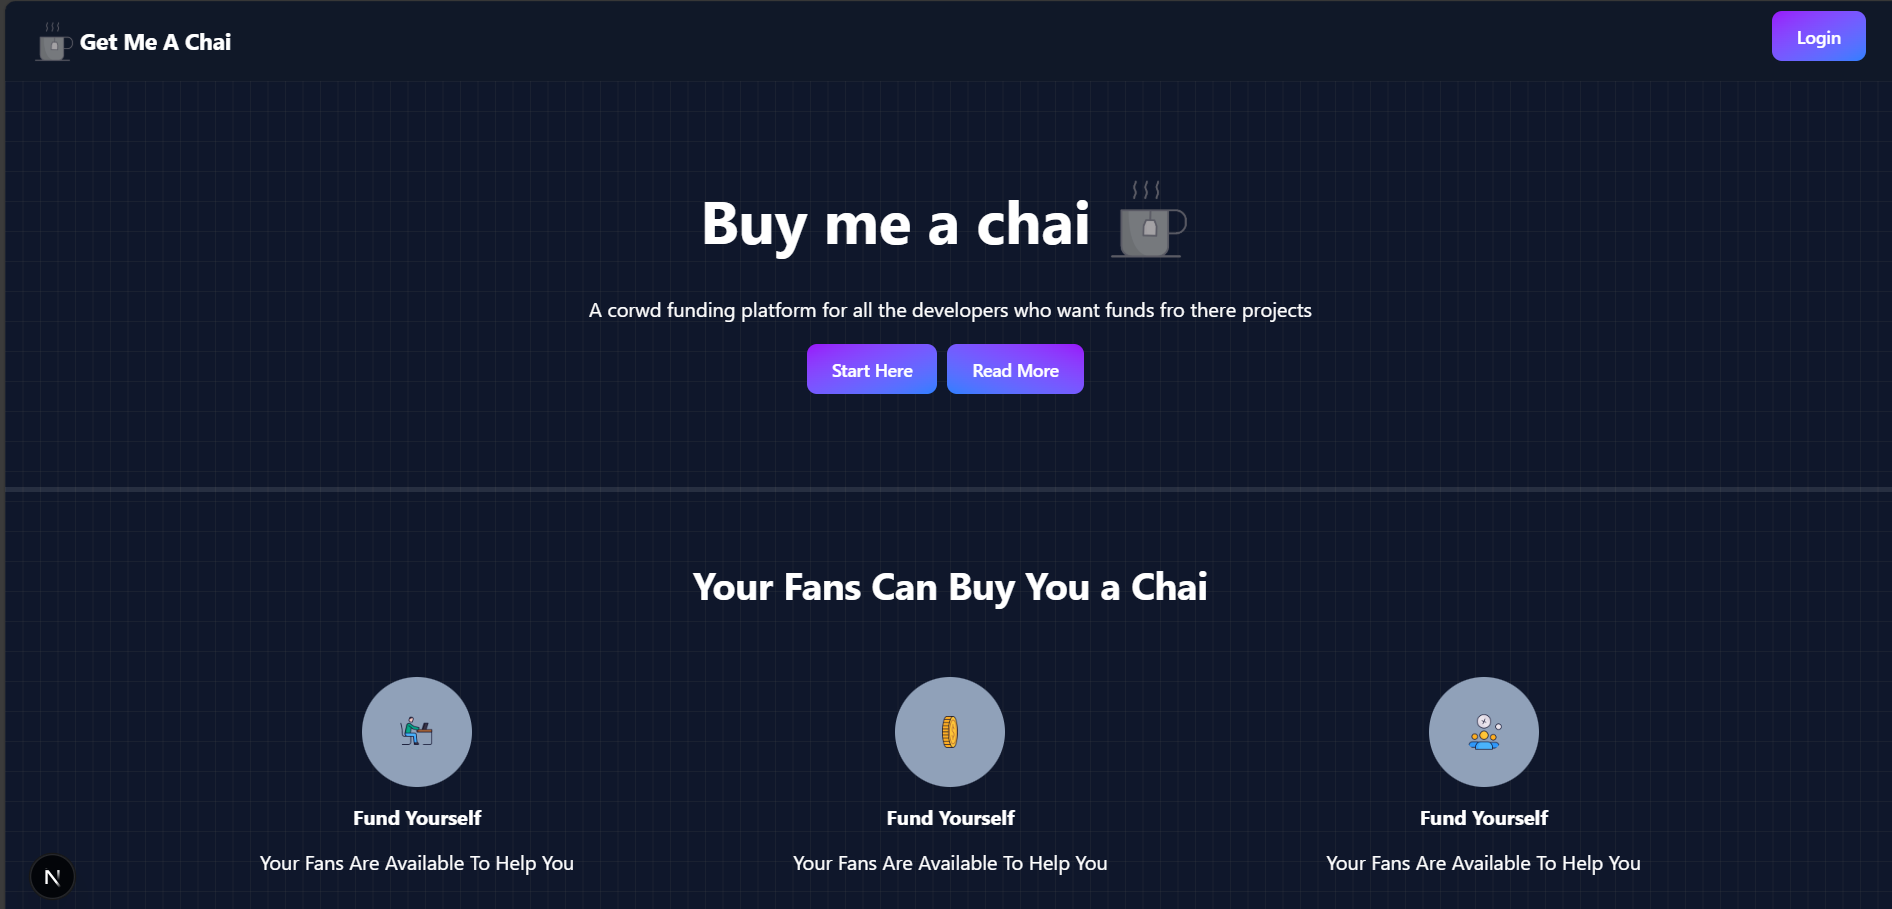 Get Me A Chai
Login
Buy me a chai
A corwd funding platform for all the developers who want funds fro there projects
Start Here
Read More
Your Fans Can Buy You a Chai
Fund Yourself
Fund Yourself
Fund Yourself
Your Fans Are Available To Help You
Your Fans Are Available To Help You
Your Fans Are Available To Help You
N